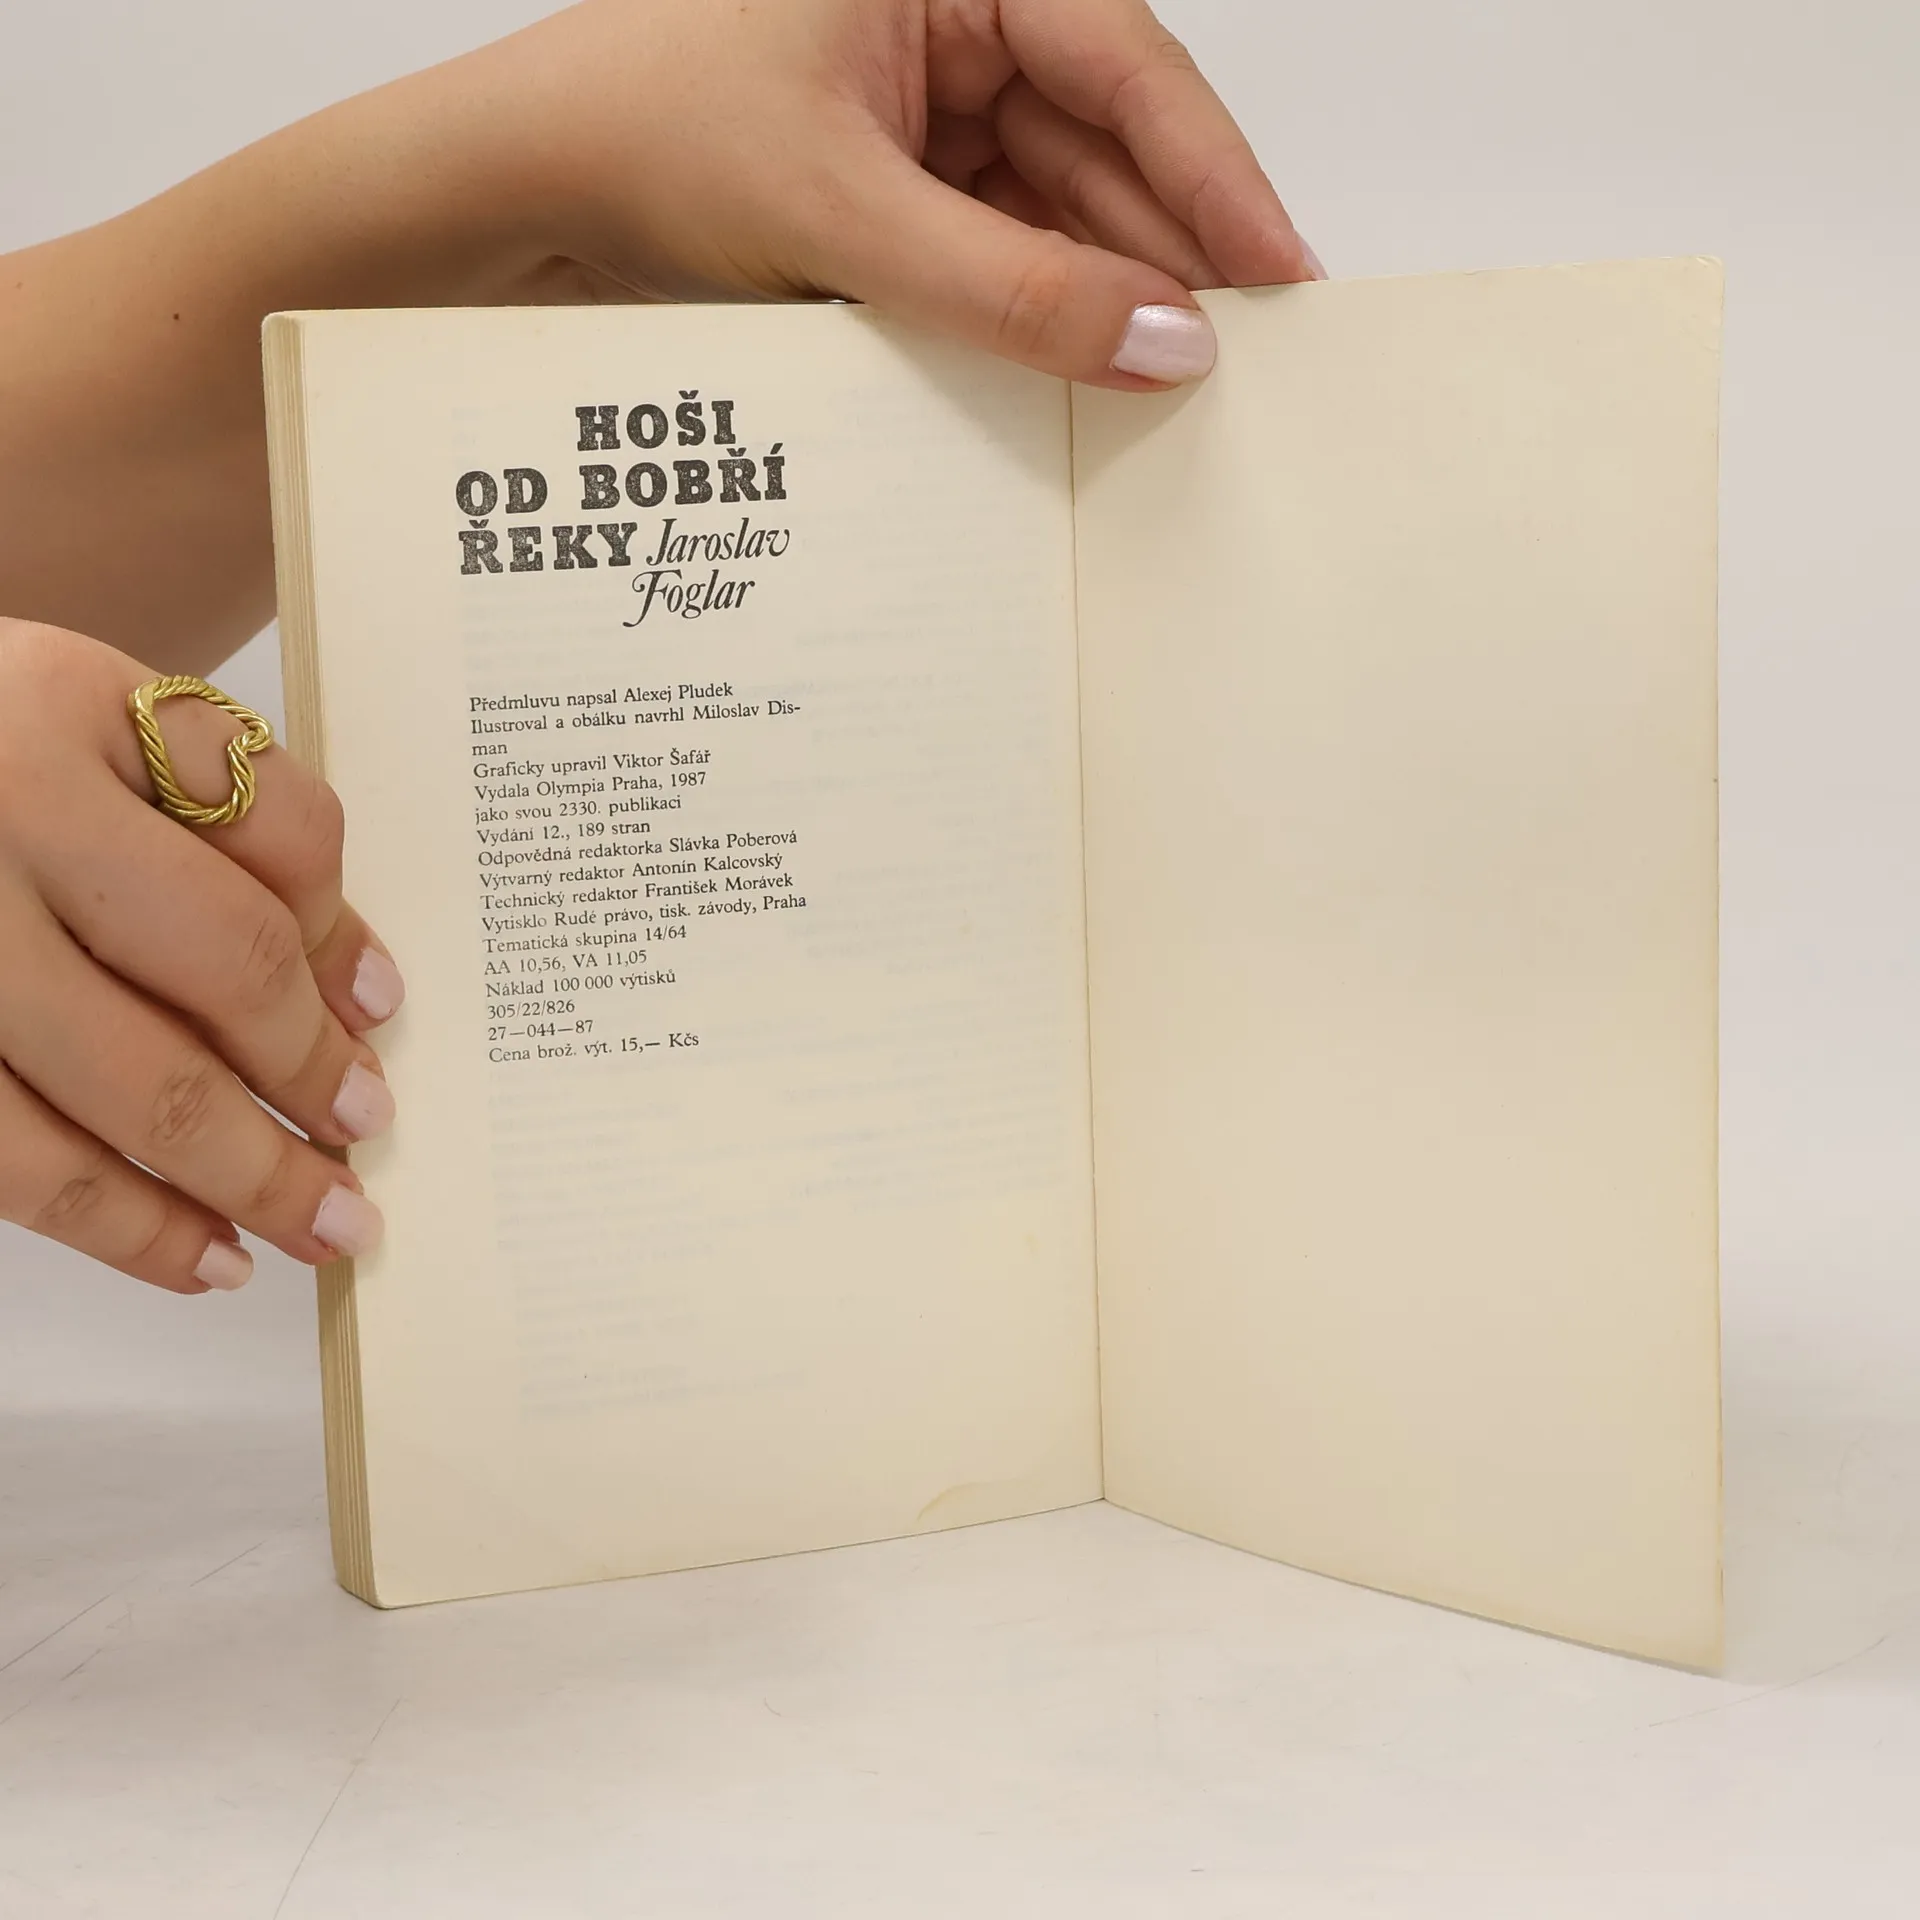 HOŠI
OD BOBŘÍ
ŘEKY Jaroslav
Foglar
Předmluvu napsal Alexej Pludek
Ilustroval a obálku navrhl Miloslav Dis-
man
Graficky upravil Viktor Šafář
Vydala Olympia Praha, 1987
jako svou 2330. publikaci
Vydání 12., 189 stran
Odpovědná redaktorka Slávka Poberová
Výtvarný redaktor Antonín Kalcovský
Technický redaktor František Morávek
Vytisklo Rudé právo, tisk. závody, Praha
Tematická skupina 14/64
AA 10,56, VA 11,05
Náklad 100 000 výtisků
305/22/826
27—044—87
Cena brož. výt. 15,— Kčs